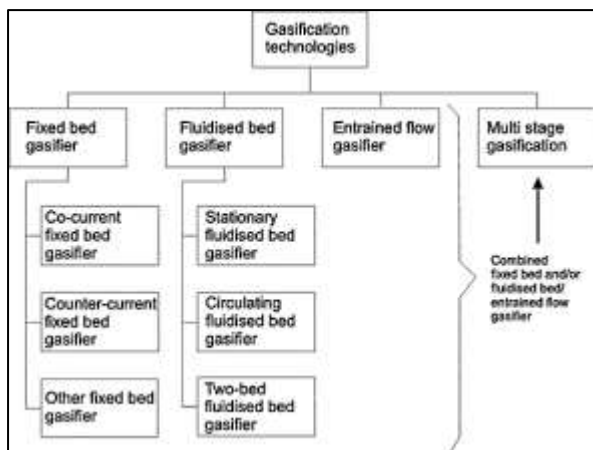 Gasification
technologies
Fixed bed
gasifier
Fluidised bed
gasifier
Entrained flow
gasifier
Multi stage
gasification
Co-current
fixed bed
gasifier
Stationary
fluidised bed
gasifier
Combined
fixed bed and/or
fluidised bed/
entrained flow
gasifier
Counter-current
fixed bed
gasifier
Circulating
fluidised bed
gasifier
Other fixed bed
gasifier
Two-bed
fluidised bed
gasifier